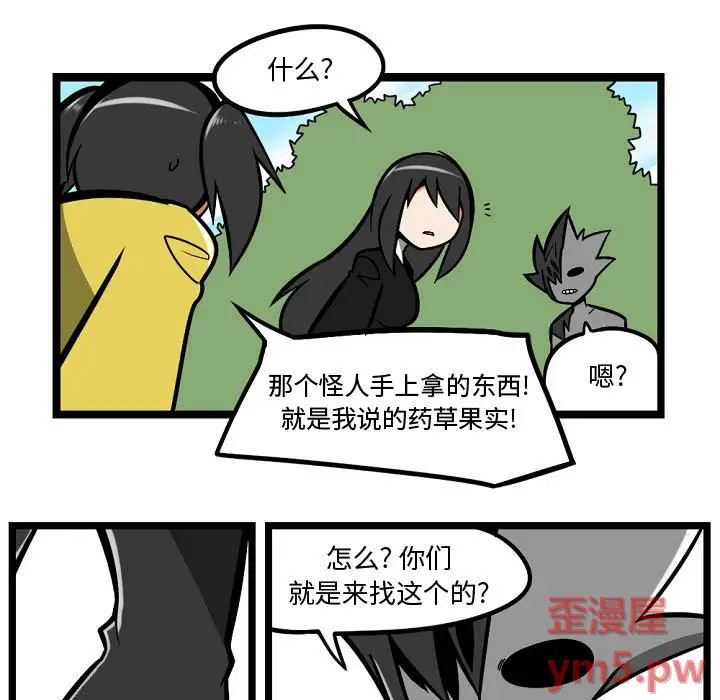 什么?
那个怪人手上拿的东西!
就是我说的药草果实!
嗯?
怎么? 你们
就是来找这个的?
歪漫屋
ym5.pw